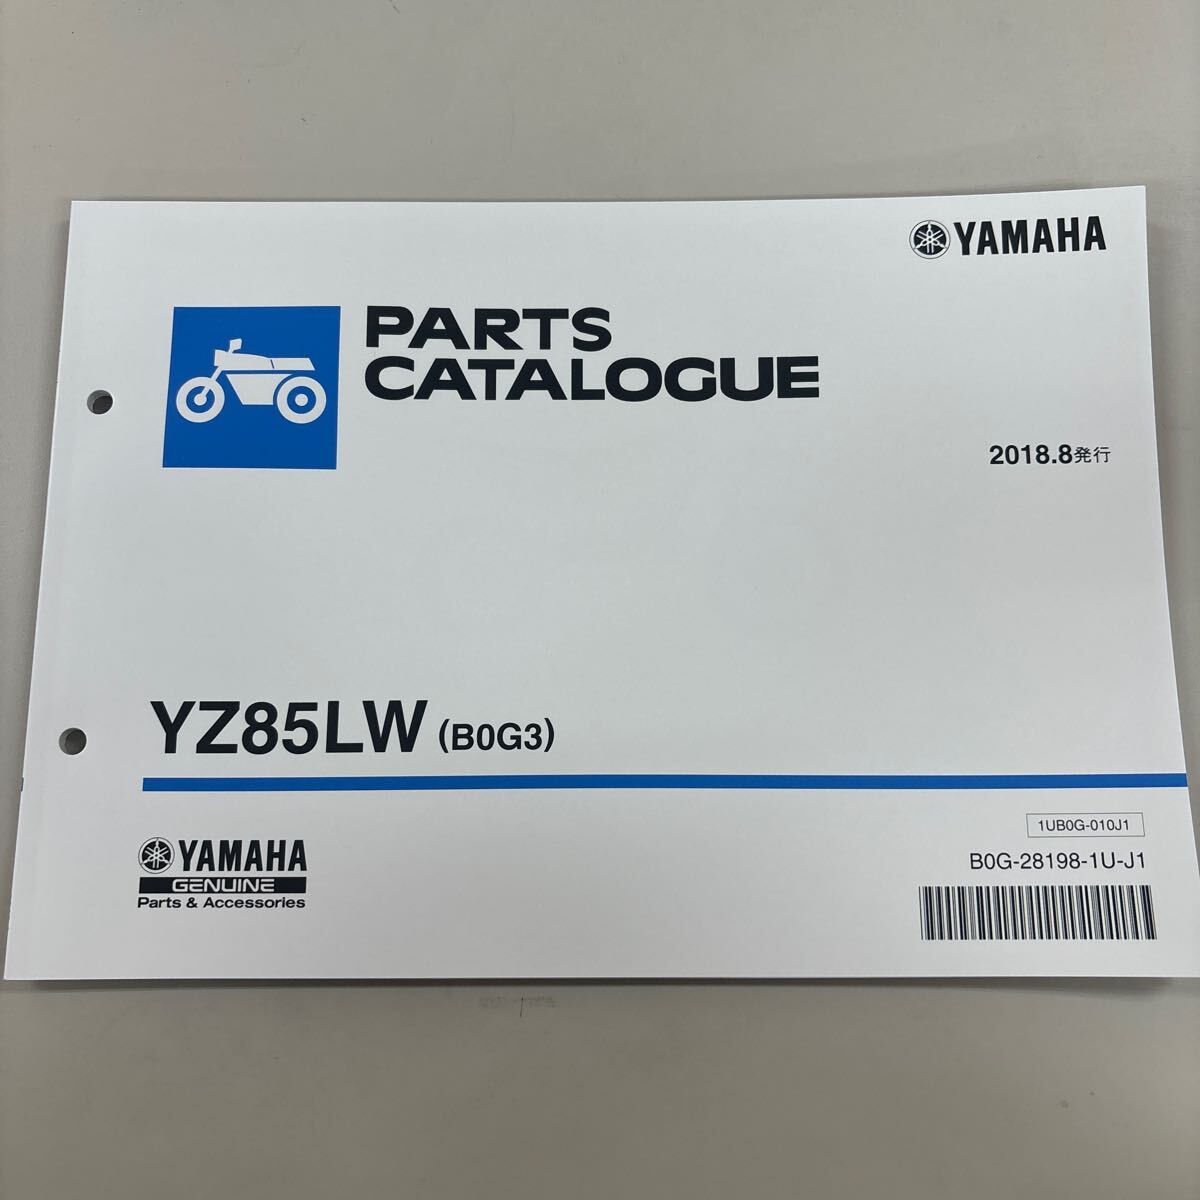 YAMAHA
PARTS
CATALOGUE
2018.8発行
YZ85LW (B0G3)
1UB0G-010J1
B0G-28198-1U-J1
YAMAHA
GENUINE
Parts & Accessories